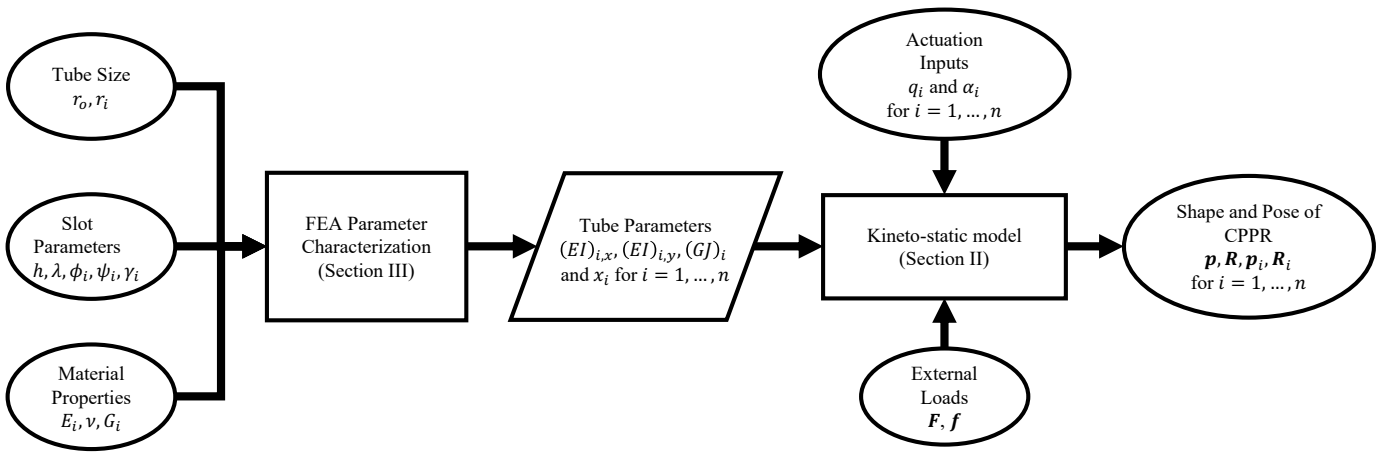 Tube Size
r_o, r_i
Slot
Parameters
h, λ, ϕ_i, ψ_i, γ_i
Material
Properties
E_i, ν, G_i
FEA Parameter
Characterization
(Section III)
Tube Parameters
(EI)_{i,x}, (EI)_{i,y}, (GJ)_i
and x_i for i = 1, …, n
Actuation
Inputs
q_i and α_i
for i = 1, …, n
Kineto-static model
(Section II)
External
Loads
F, f
Shape and Pose of
CPPR
p, R, p_i, R_i
for i = 1, …, n